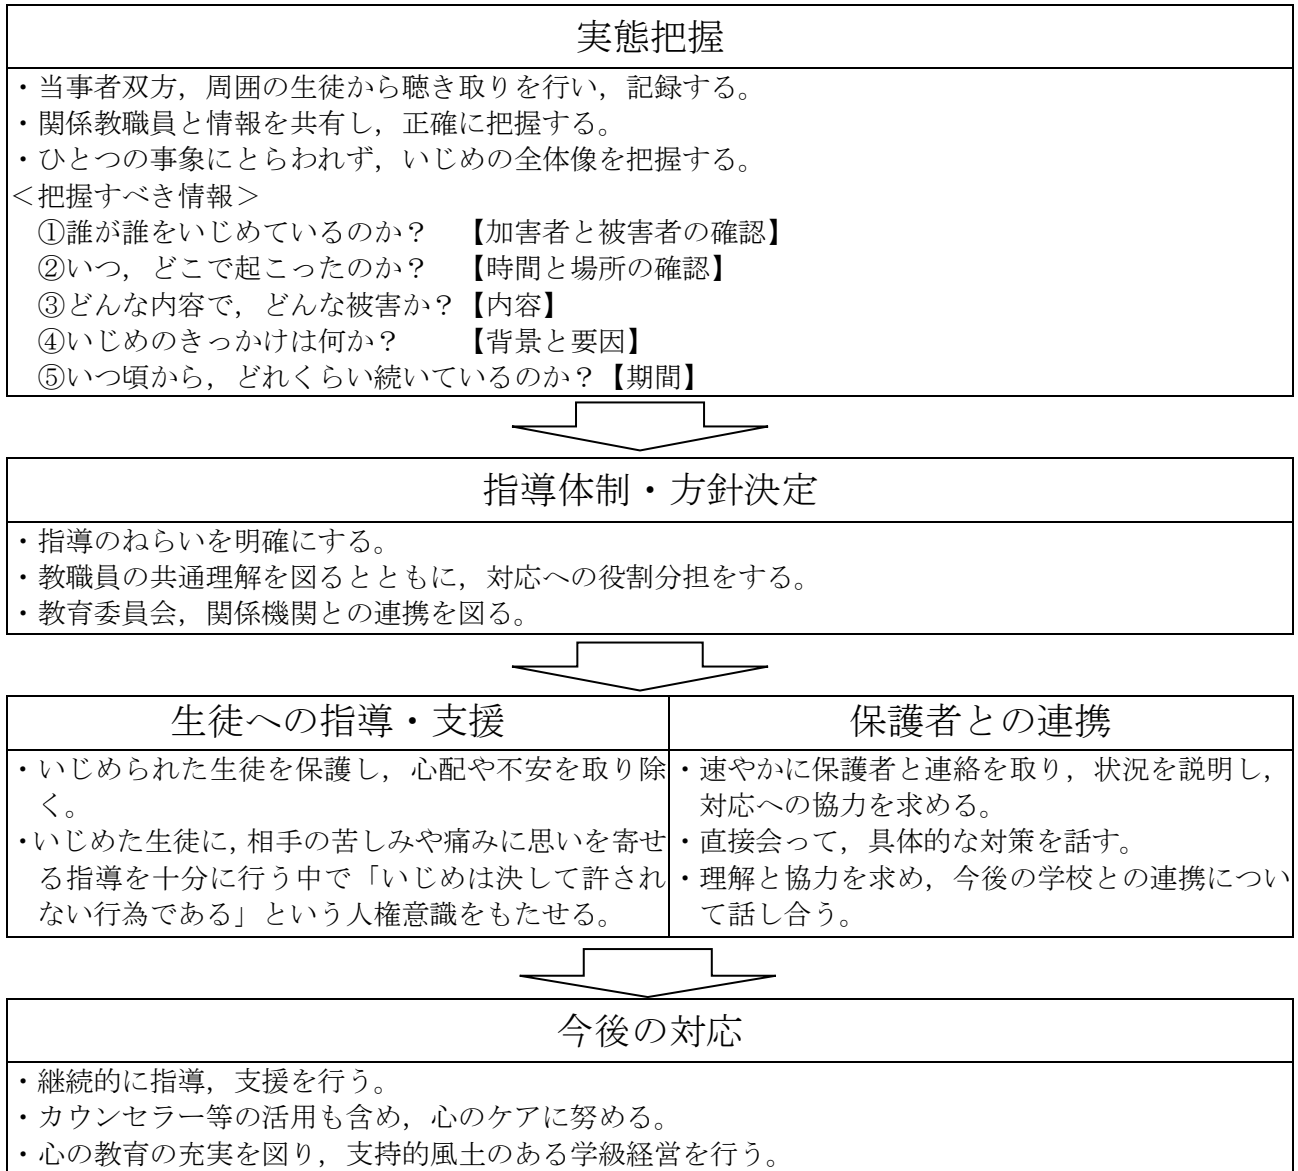 実態把握
・当事者双方，周囲の生徒から聴き取りを行い，記録する。
・関係教職員と情報を共有し，正確に把握する。
・ひとつの事象にとらわれず，いじめの全体像を把握する。
＜把握すべき情報＞
①誰が誰をいじめているのか？　【加害者と被害者の確認】
②いつ，どこで起こったのか？　【時間と場所の確認】
③どんな内容で，どんな被害か？【内容】
④いじめのきっかけは何か？　　【背景と要因】
⑤いつ頃から，どれくらい続いているのか？【期間】
指導体制・方針決定
・指導のねらいを明確にする。
・教職員の共通理解を図るとともに，対応への役割分担をする。
・教育委員会，関係機関との連携を図る。
生徒への指導・支援
・いじめられた生徒を保護し，心配や不安を取り除
く。
・いじめた生徒に，相手の苦しみや痛みに思いを寄せ
る指導を十分に行う中で「いじめは決して許され
ない行為である」という人権意識をもたせる。
保護者との連携
・速やかに保護者と連絡を取り，状況を説明し，
対応への協力を求める。
・直接会って，具体的な対策を話す。
・理解と協力を求め，今後の学校との連携につい
て話し合う。
今後の対応
・継続的に指導，支援を行う。
・カウンセラー等の活用も含め，心のケアに努める。
・心の教育の充実を図り，支持的風土のある学級経営を行う。